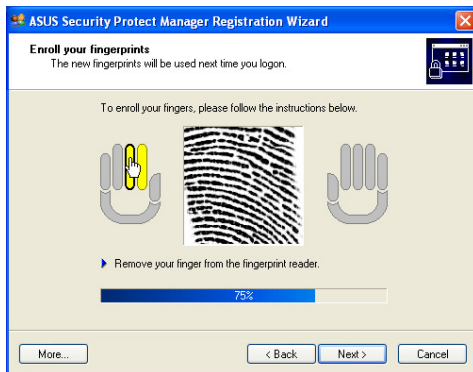 ASUS Security Protect Manager Registration Wizard
Enroll your fingerprints
The new fingerprints will be used next time you logon.
To enroll your fingers, please follow the instructions below.
Remove your finger from the fingerprint reader.
75%
More... < Back Next > Cancel